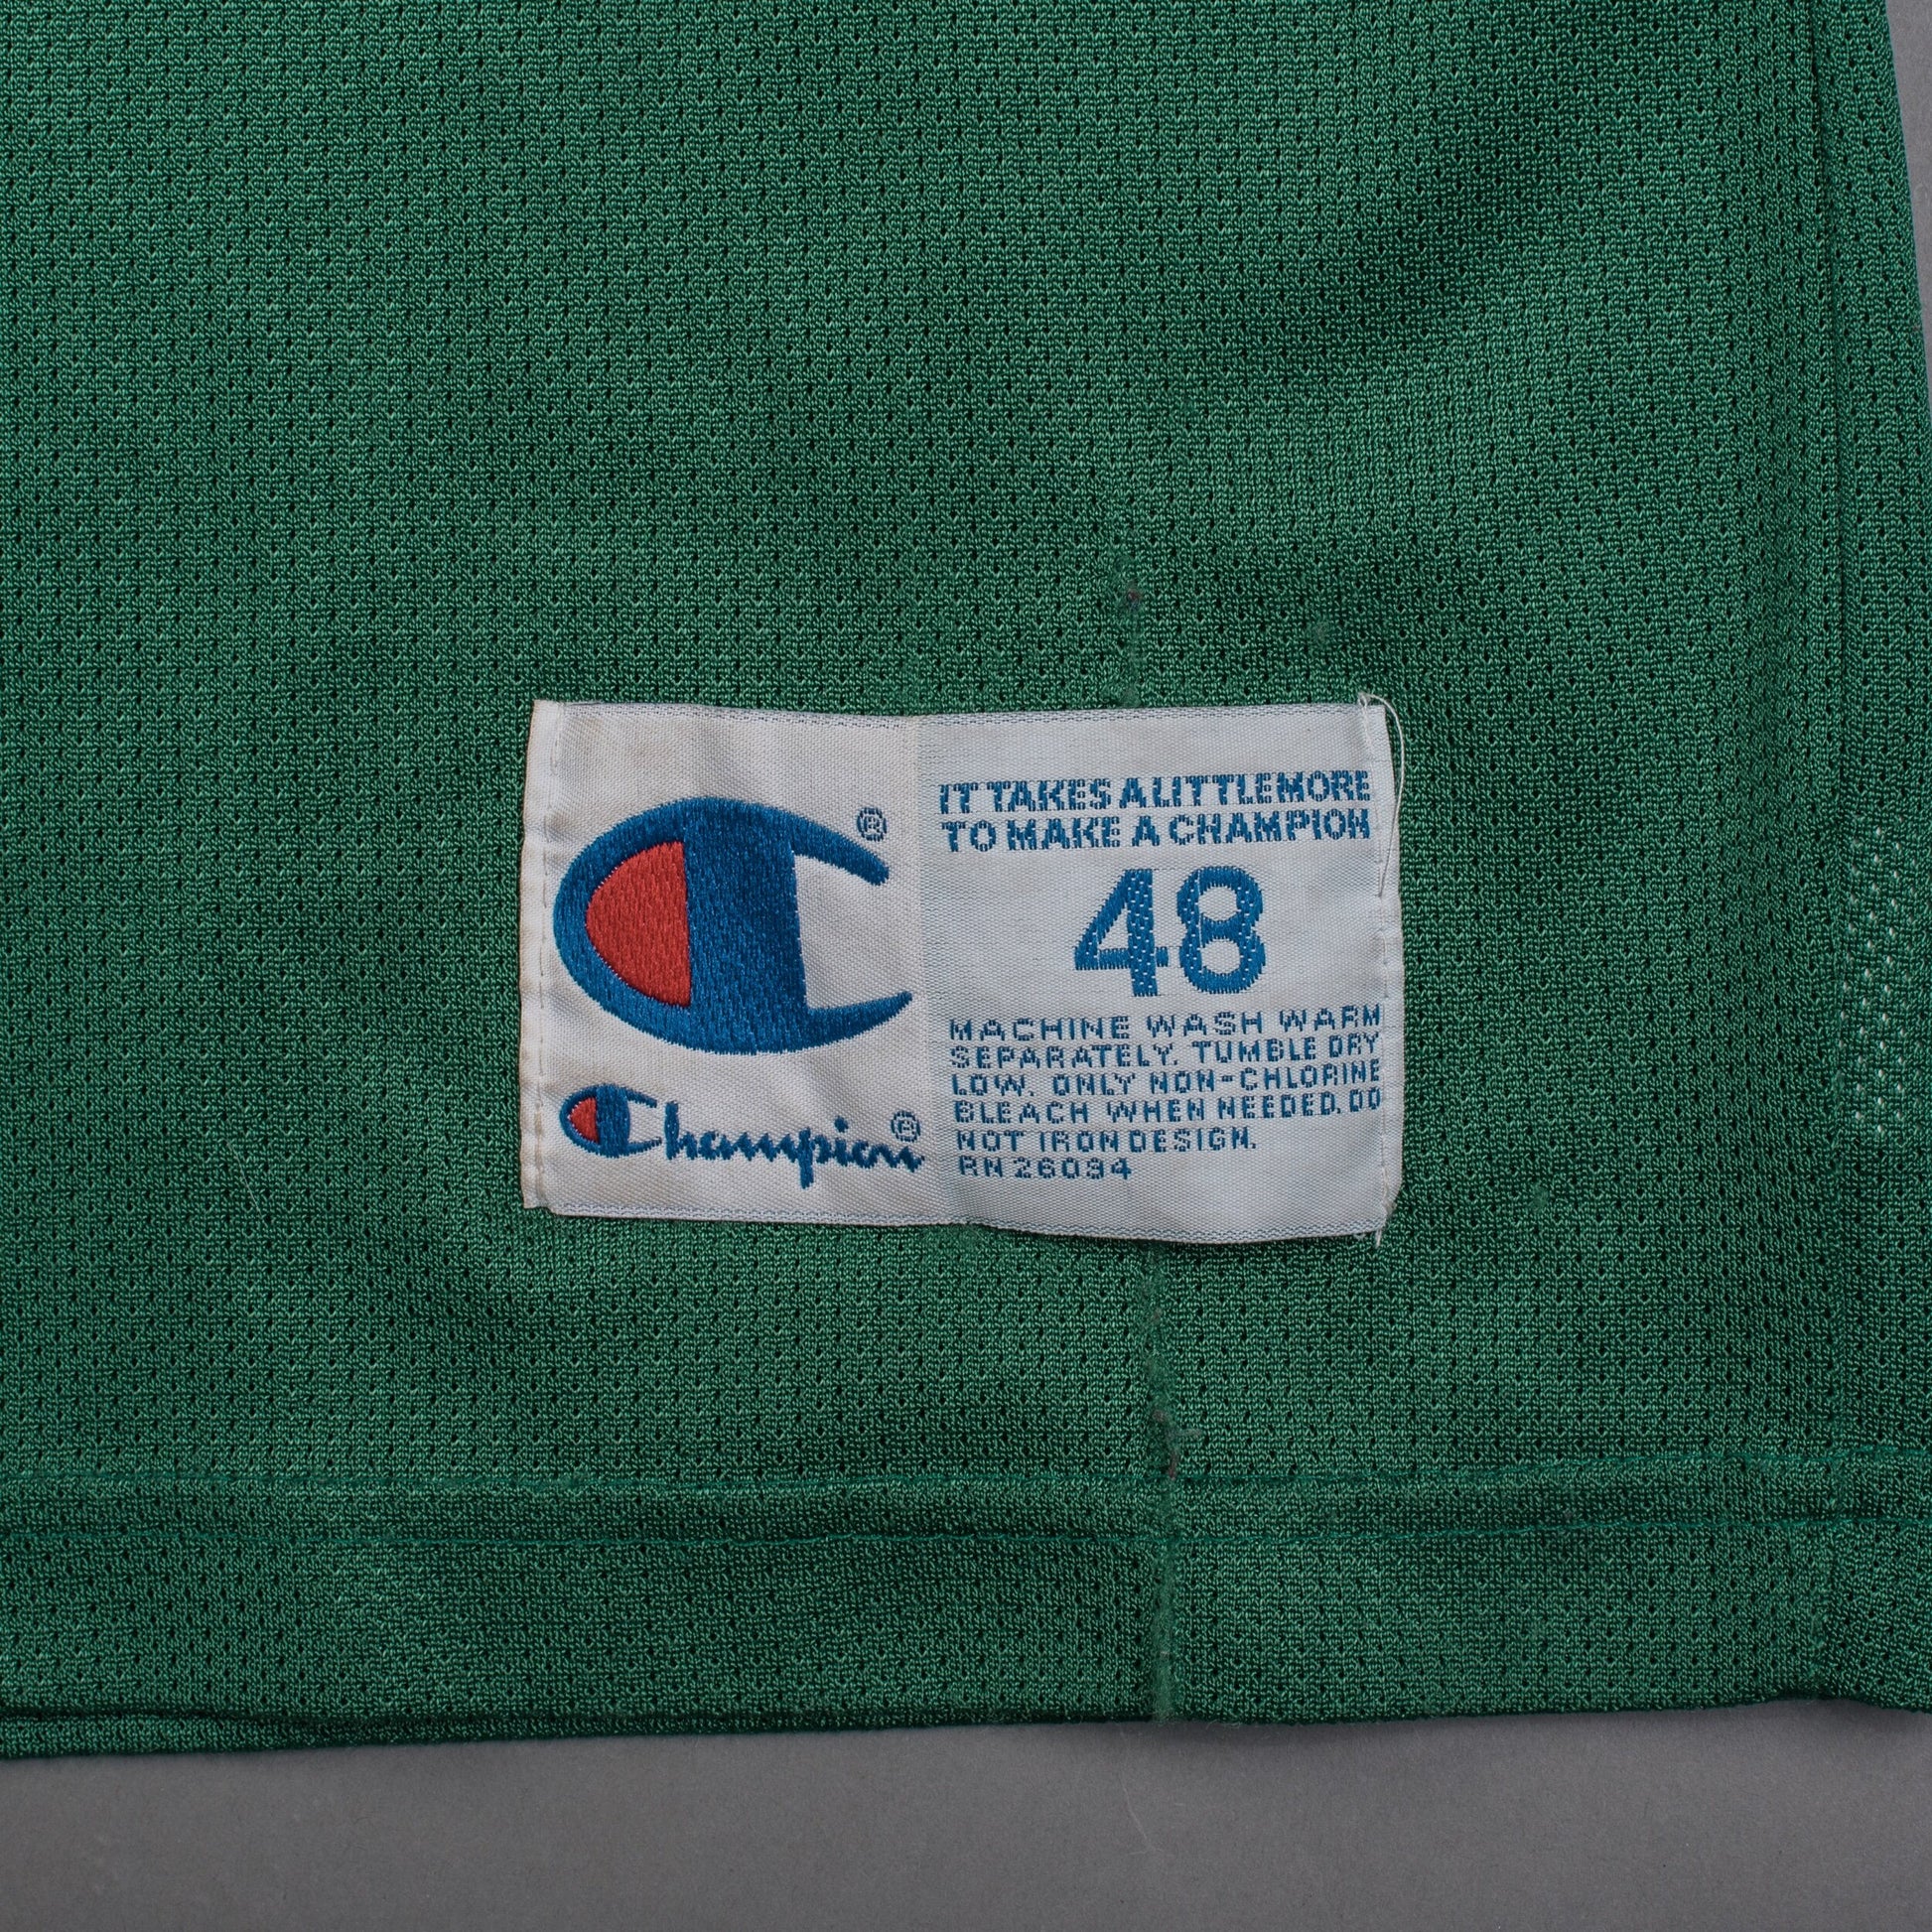 ®
Champion®
IT TAKES A LITTLE MORE
TO MAKE A CHAMPION
48
MACHINE WASH WARM
SEPARATELY. TUMBLE DRY
LOW. ONLY NON-CHLORINE
BLEACH WHEN NEEDED. DO
NOT IRON DESIGN.
RN 26094